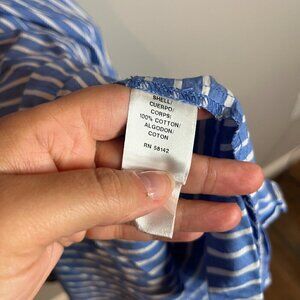 SHELL/
CUERPO/
CORPS:
100% COTTON/
ALGODON/
COTON
RN 58142